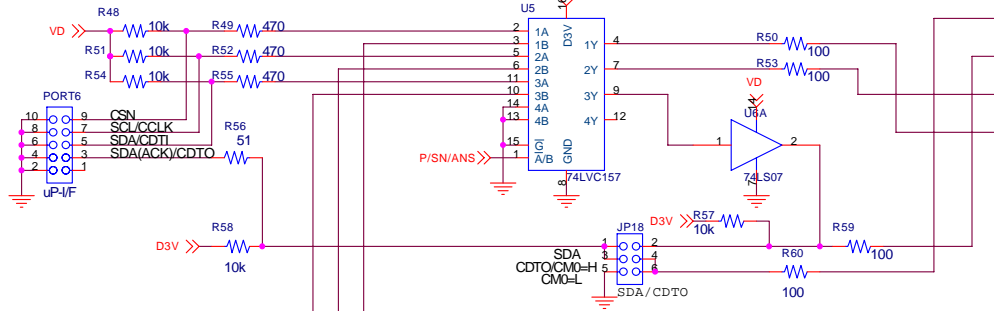 R48
VD
10k
R49
470
R51
10k
R52
470
R54
10k
R55
470
PORT6
10 9 CSN
8 7 SCL/CCLK
6 5 SDA/CDTI
4 3 SDA(ACK)/CDTO
2 1
uP-I/F
R56
51
U5
16
D3V
2 1A 1Y 4
3 1B
5 2A 2Y 7
6 2B
11 3A 3Y 9
10 3B
14 4A
13 4B 4Y 12
15 G
1 A/B
GND
8
74LVC157
P/SN/ANS
R50
100
R53
100
VD
14
U6A
1 2
7
74LS07
D3V
R58
10k
D3V
R57
10k
JP18
1 2
SDA 3 4
CDTO/CM0=H 5 6
CM0=L
SDA/CDTO
R59
100
R60
100